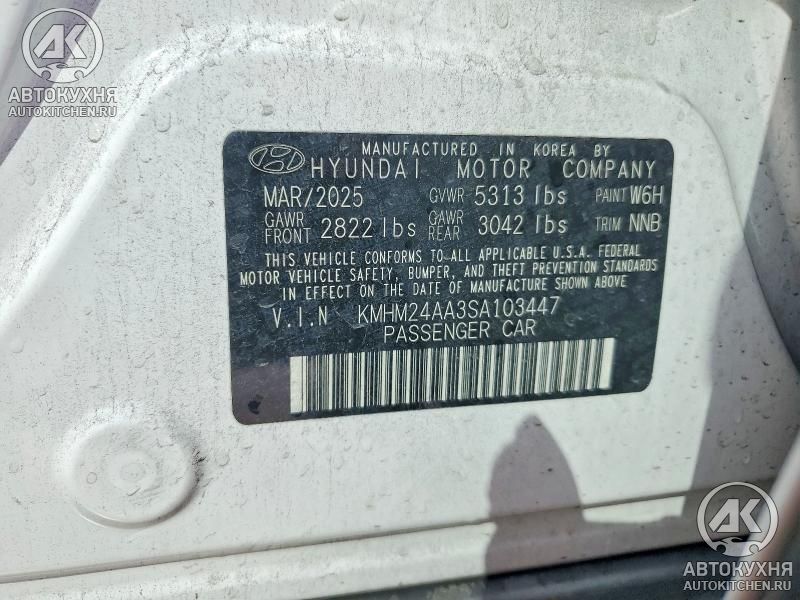 АК
АВТОКУХНЯ
AUTOKITCHEN.RU
MANUFACTURED IN KOREA BY
HYUNDAI MOTOR COMPANY
MAR/2025 GVWR 5313 lbs PAINT W6H
GAWR FRONT 2822 lbs GAWR REAR 3042 lbs TRIM NNB
THIS VEHICLE CONFORMS TO ALL APPLICABLE U.S.A. FEDERAL
MOTOR VEHICLE SAFETY, BUMPER, AND THEFT PREVENTION STANDARDS
IN EFFECT ON THE DATE OF MANUFACTURE SHOWN ABOVE
V.I.N KMHM24AA3SA103447
PASSENGER CAR
АК
АВТОКУХНЯ
AUTOKITCHEN.RU